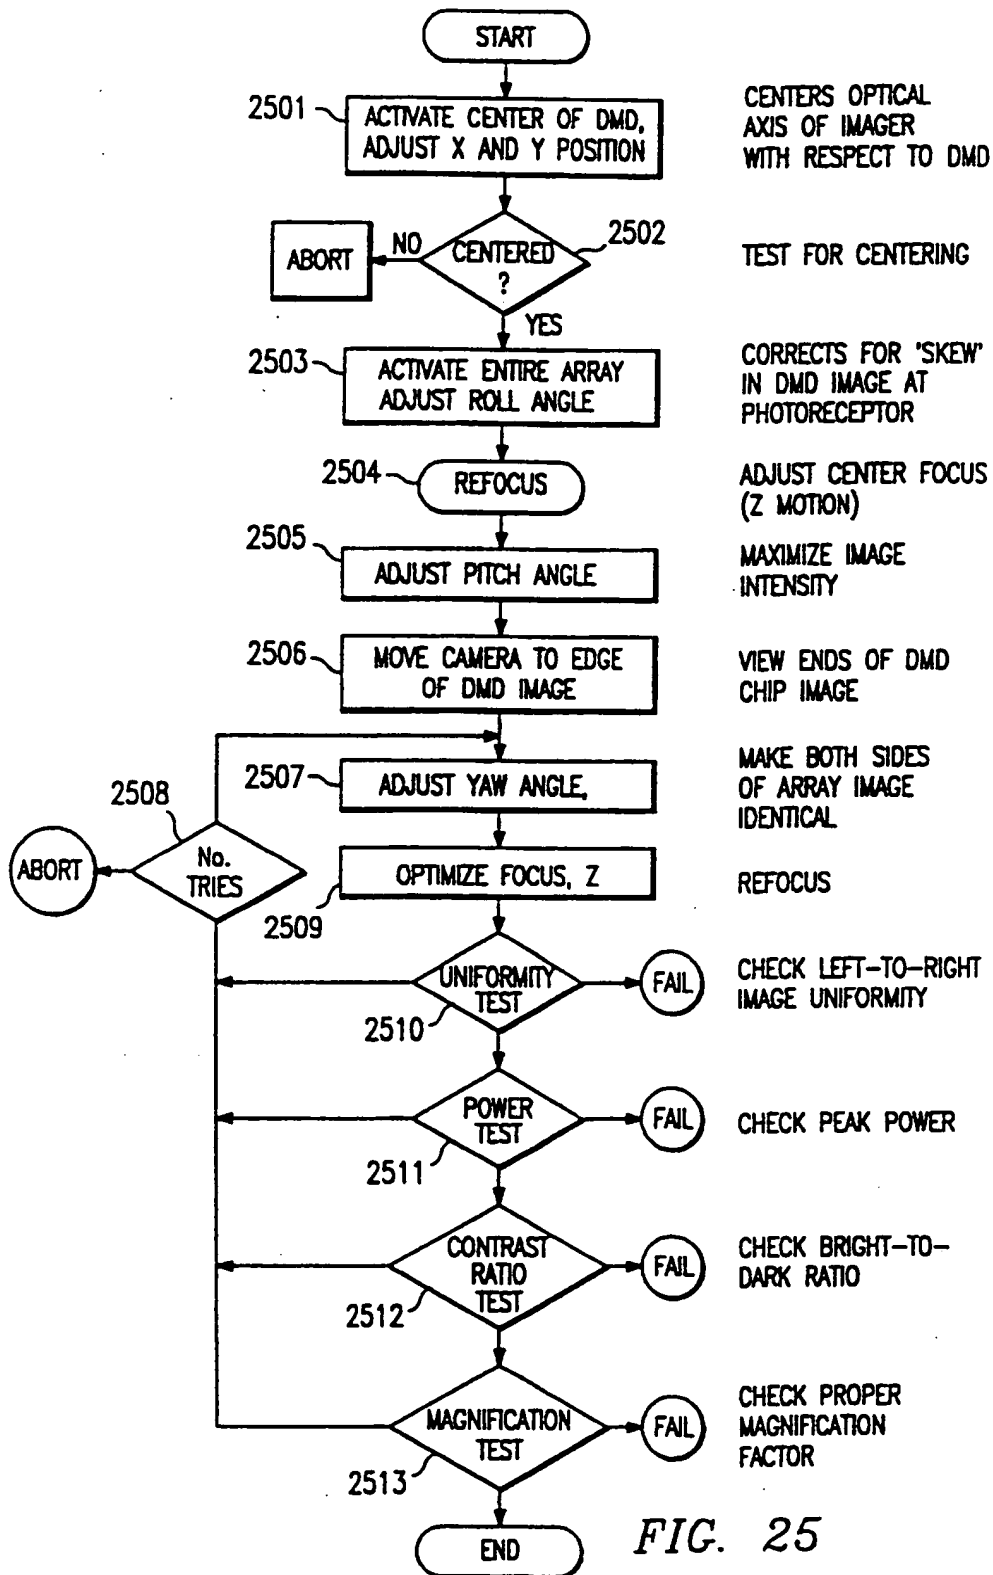 START
2501
ACTIVATE CENTER OF DMD,
ADJUST X AND Y POSITION
CENTERS OPTICAL
AXIS OF IMAGER
WITH RESPECT TO DMD
2502
CENTERED
?
NO
ABORT
TEST FOR CENTERING
YES
2503
ACTIVATE ENTIRE ARRAY
ADJUST ROLL ANGLE
CORRECTS FOR 'SKEW'
IN DMD IMAGE AT
PHOTORECEPTOR
2504
REFOCUS
ADJUST CENTER FOCUS
(Z MOTION)
2505
ADJUST PITCH ANGLE
MAXIMIZE IMAGE
INTENSITY
2506
MOVE CAMERA TO EDGE
OF DMD IMAGE
VIEW ENDS OF DMD
CHIP IMAGE
2507
ADJUST YAW ANGLE,
MAKE BOTH SIDES
OF ARRAY IMAGE
IDENTICAL
2508
No.
TRIES
ABORT
OPTIMIZE FOCUS, Z
2509
REFOCUS
UNIFORMITY
TEST
2510
FAIL
CHECK LEFT-TO-RIGHT
IMAGE UNIFORMITY
POWER
TEST
2511
FAIL
CHECK PEAK POWER
CONTRAST
RATIO
TEST
2512
FAIL
CHECK BRIGHT-TO-
DARK RATIO
MAGNIFICATION
TEST
2513
FAIL
CHECK PROPER
MAGNIFICATION
FACTOR
END
FIG. 25